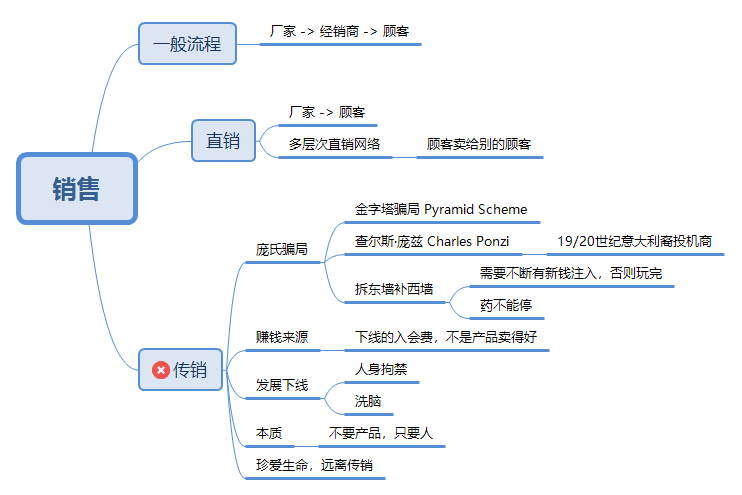 销售
一般流程
厂家 -> 经销商 -> 顾客
直销
厂家 -> 顾客
多层次直销网络
顾客卖给别的顾客
传销
庞氏骗局
金字塔骗局 Pyramid Scheme
查尔斯·庞兹 Charles Ponzi
19/20世纪意大利裔投机商
拆东墙补西墙
需要不断有新钱注入，否则玩完
药不能停
赚钱来源
下线的入会费，不是产品卖得好
发展下线
人身拘禁
洗脑
本质
不要产品，只要人
珍爱生命，远离传销